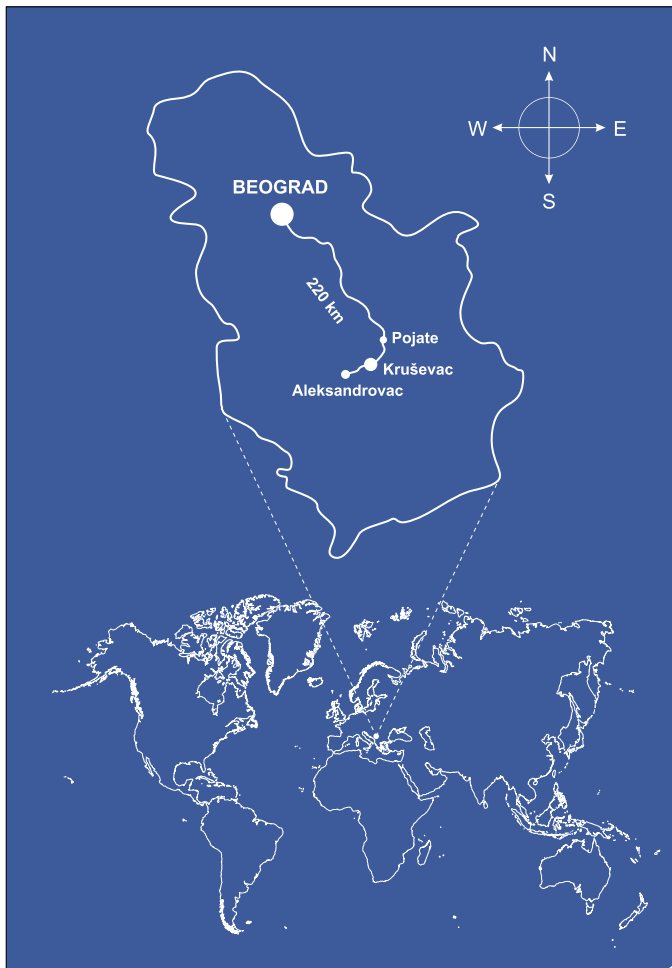 N
W E
S
BEOGRAD
220 km
Pojate
Kruševac
Aleksandrovac